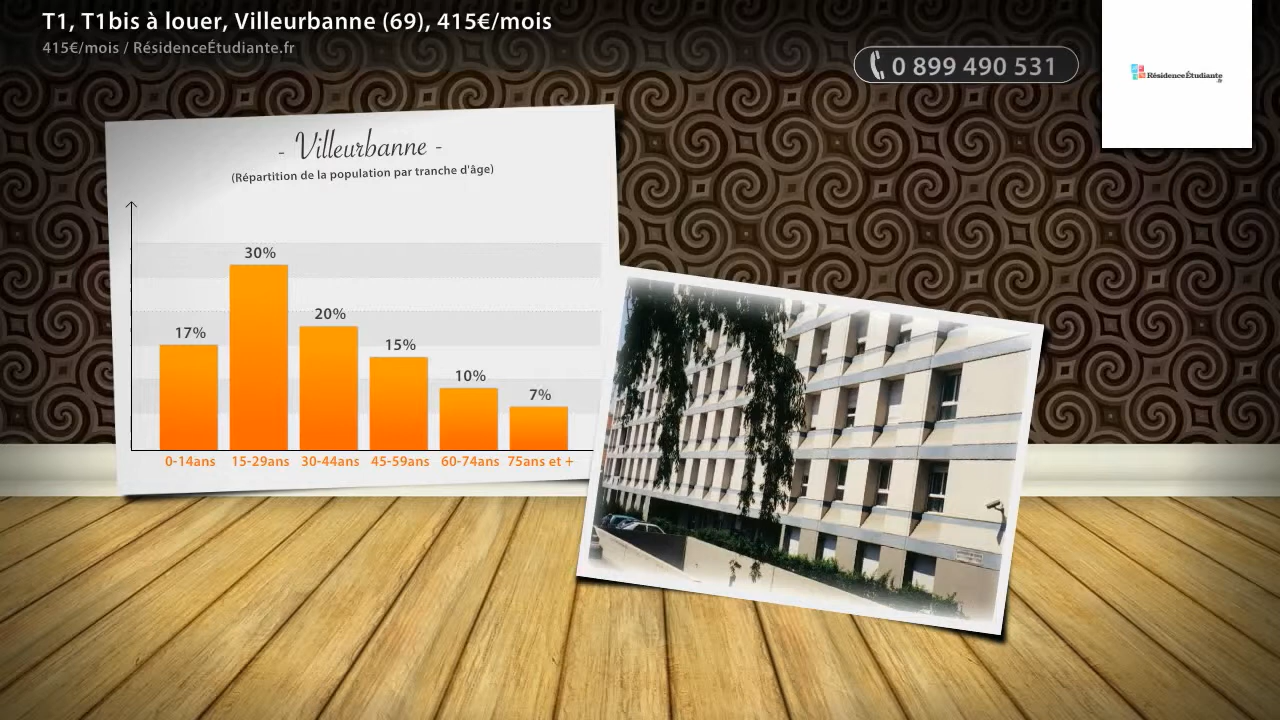 T1, T1bis à louer, Villeurbanne (69), 415€/mois
415€/mois / RésidenceÉtudiante.fr
0 899 490 531
RésidenceÉtudiante
.fr
- Villeurbanne -
(Répartition de la population par tranche d'âge)
30%
20%
17%
15%
10%
7%
0-14ans 15-29ans 30-44ans 45-59ans 60-74ans 75ans et +